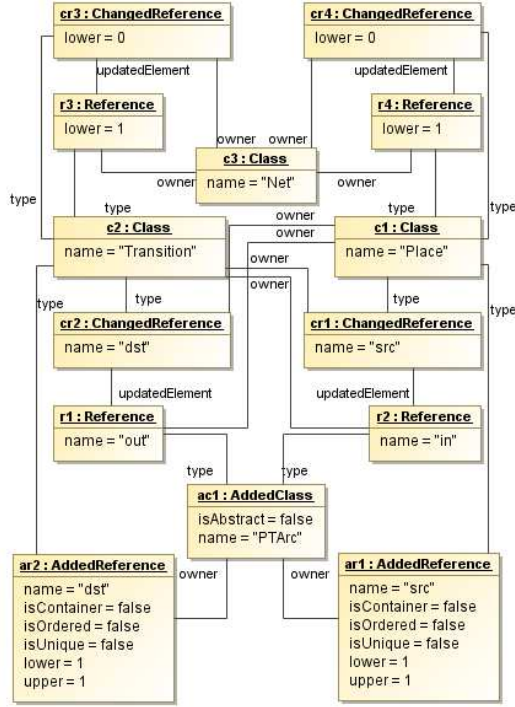 cr3 : ChangedReference
lower = 0
cr4 : ChangedReference
lower = 0
updatedElement
updatedElement
r3 : Reference
lower = 1
r4 : Reference
lower = 1
owner
owner
c3 : Class
name = "Net"
owner
owner
type
type
type
type
c2 : Class
name = "Transition"
owner
owner
c1 : Class
name = "Place"
owner
owner
type
type
type
type
cr2 : ChangedReference
name = "dst"
cr1 : ChangedReference
name = "src"
updatedElement
updatedElement
r1 : Reference
name = "out"
r2 : Reference
name = "in"
type
type
ac1 : AddedClass
isAbstract = false
name = "PTArc"
ar2 : AddedReference
name = "dst"
isContainer = false
isOrdered = false
isUnique = false
lower = 1
upper = 1
owner
owner
ar1 : AddedReference
name = "src"
isContainer = false
isOrdered = false
isUnique = false
lower = 1
upper = 1